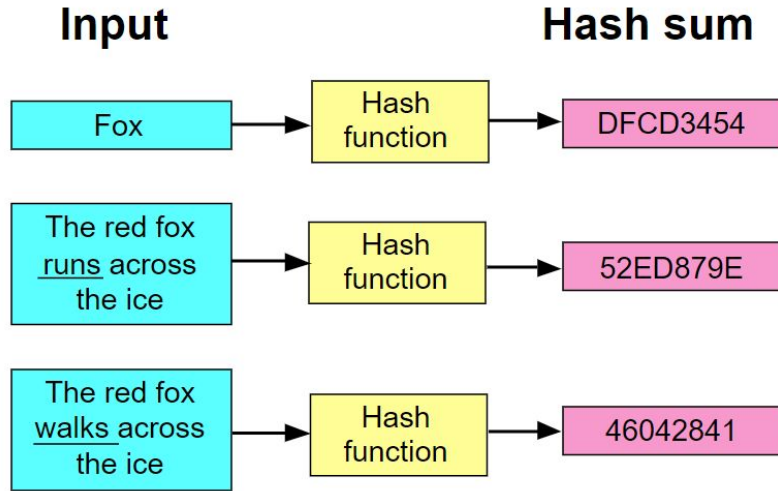 Input
Hash sum
Fox
Hash
function
DFCD3454
The red fox
runs across
the ice
Hash
function
52ED879E
The red fox
walks across
the ice
Hash
function
46042841